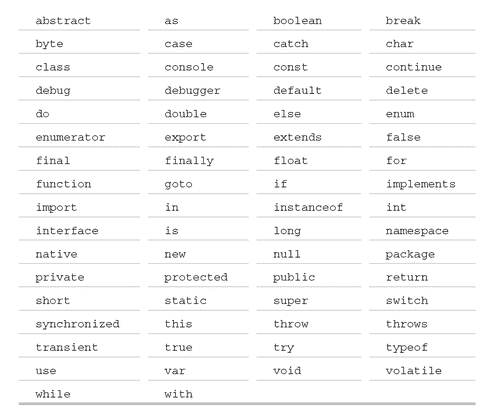 abstract as boolean break
byte case catch char
class console const continue
debug debugger default delete
do double else enum
enumerator export extends false
final finally float for
function goto if implements
import in instanceof int
interface is long namespace
native new null package
private protected public return
short static super switch
synchronized this throw throws
transient true try typeof
use var void volatile
while with